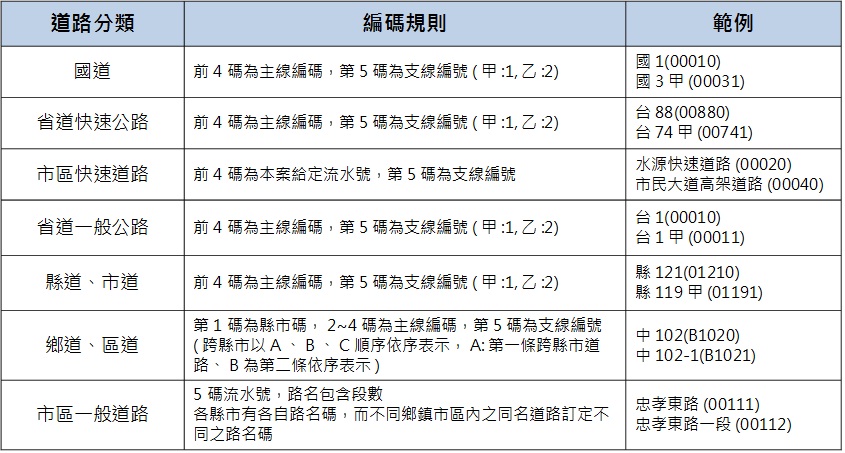 道路分類 編碼規則 範例
國道 前 4 碼為主線編碼，第 5 碼為支線編號 ( 甲 :1, 乙 :2) 國 1(00010)
國 3 甲 (00031)
省道快速公路 前 4 碼為主線編碼，第 5 碼為支線編號 ( 甲 :1, 乙 :2) 台 88(00880)
台 74 甲 (00741)
市區快速道路 前 4 碼為本案給定流水號，第 5 碼為支線編號 水源快速道路 (00020)
市民大道高架道路 (00040)
省道一般公路 前 4 碼為主線編碼，第 5 碼為支線編號 ( 甲 :1, 乙 :2) 台 1(00010)
台 1 甲 (00011)
縣道、市道 前 4 碼為主線編碼，第 5 碼為支線編號 ( 甲 :1, 乙 :2) 縣 121(01210)
縣 119 甲 (01191)
鄉道、區道 第 1 碼為縣市碼， 2~4 碼為主線編碼，第 5 碼為支線編號
( 跨縣市以 A 、 B 、 C 順序依序表示， A: 第一條跨縣市道
路、 B 為第二條依序表示 )
中 102(B1020)
中 102-1(B1021)
市區一般道路 5 碼流水號，路名包含段數
各縣市有各自路名碼，而不同鄉鎮市區內之同名道路訂定不
同之路名碼
忠孝東路 (00111)
忠孝東路一段 (00112)